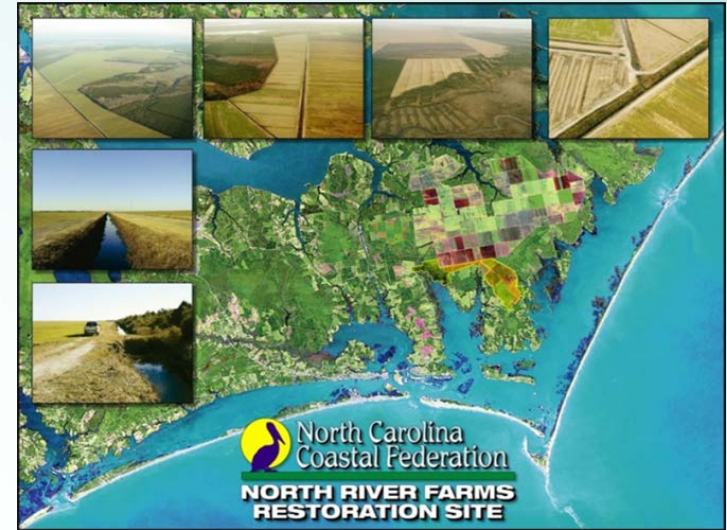 North Carolina
Coastal Federation
NORTH RIVER FARMS
RESTORATION SITE